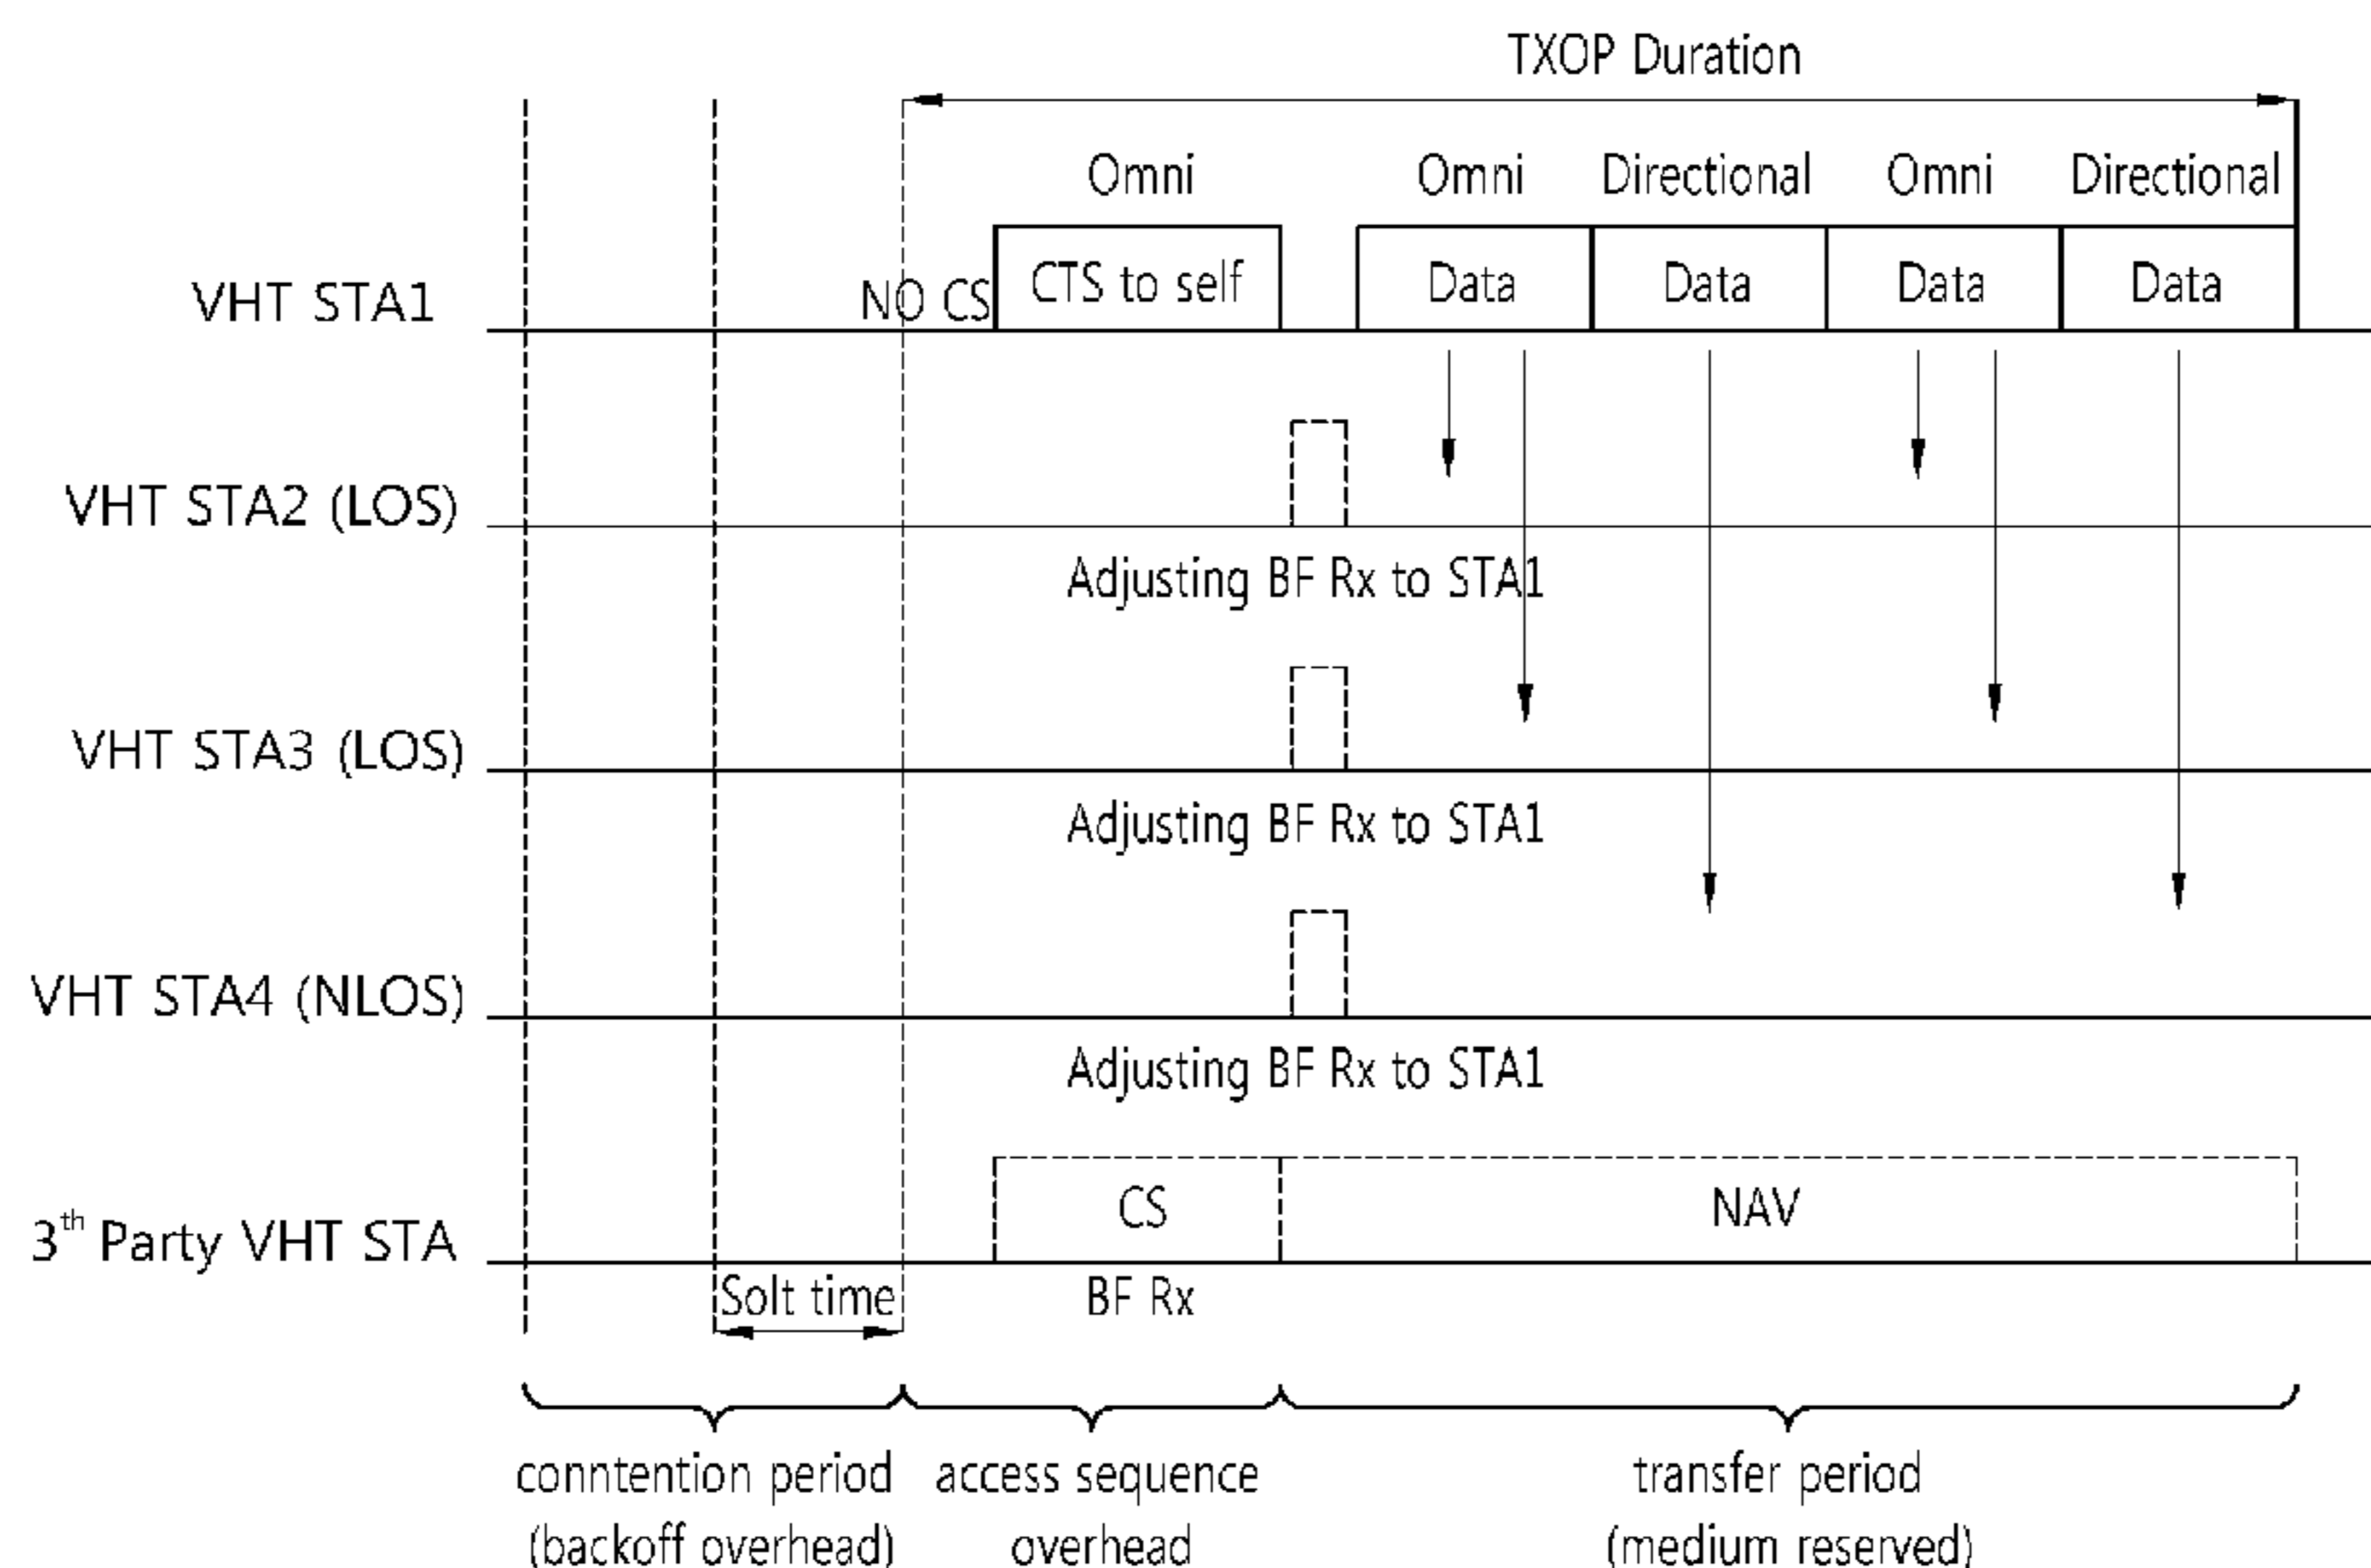 TXOP Duration
Omni Omni Directional Omni Directional
VHT STA1 NO CS CTS to self Data Data Data Data
VHT STA2 (LOS)
Adjusting BF Rx to STA1
VHT STA3 (LOS)
Adjusting BF Rx to STA1
VHT STA4 (NLOS)
Adjusting BF Rx to STA1
3th Party VHT STA CS NAV
Solt time BF Rx
conntention period access sequence transfer period
(backoff overhead) overhead (medium reserved)